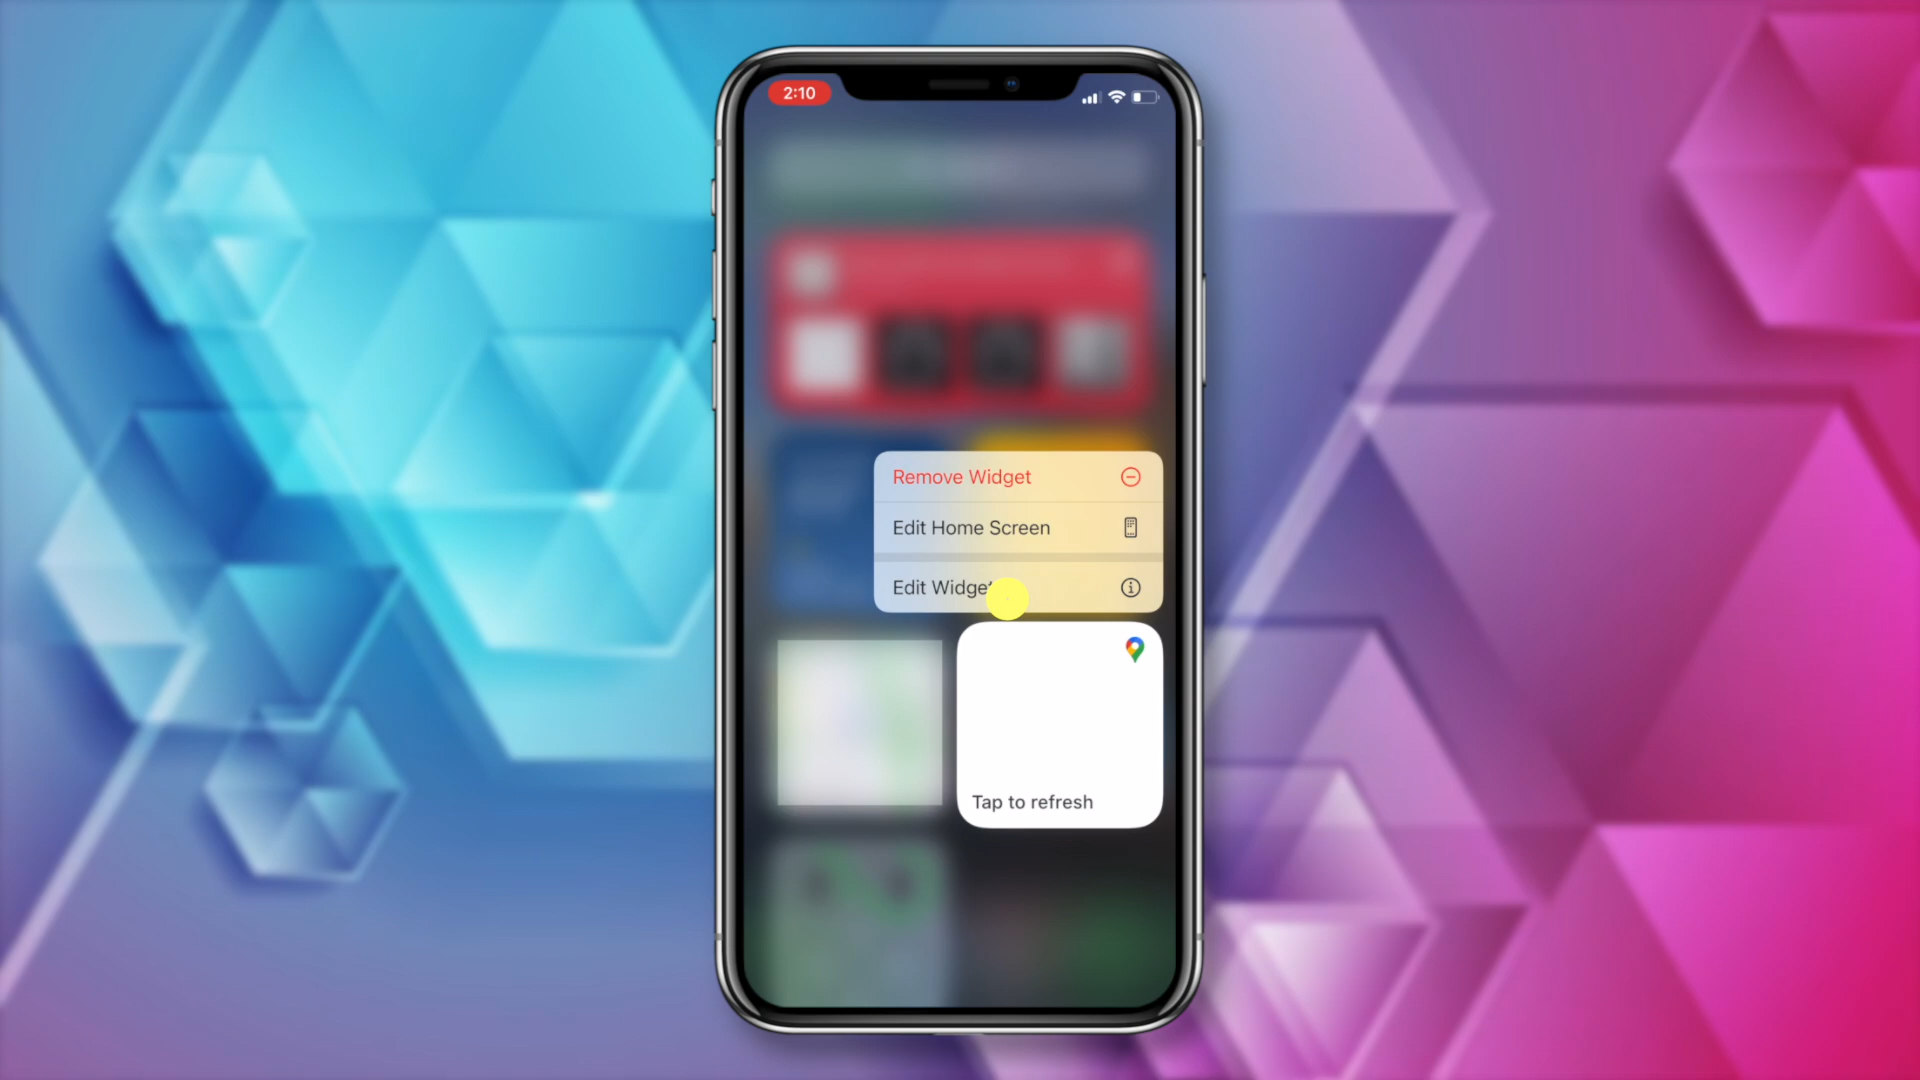 2:10
Remove Widget
Edit Home Screen
Edit Widget
Tap to refresh